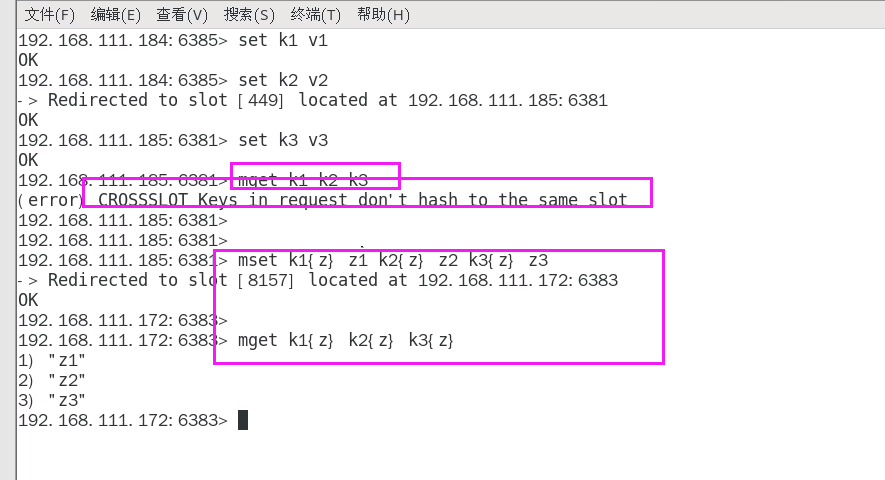 文件(F) 编辑(E) 查看(V) 搜索(S) 终端(T) 帮助(H)
192.168.111.184:6385> set k1 v1
OK
192.168.111.184:6385> set k2 v2
-> Redirected to slot [449] located at 192.168.111.185:6381
OK
192.168.111.185:6381> set k3 v3
OK
192.168.111.185:6381> mget k1 k2 k3
(error) CROSSSLOT Keys in request don't hash to the same slot
192.168.111.185:6381>
192.168.111.185:6381>
192.168.111.185:6381> mset k1{z} z1 k2{z} z2 k3{z} z3
-> Redirected to slot [8157] located at 192.168.111.172:6383
OK
192.168.111.172:6383>
192.168.111.172:6383> mget k1{z} k2{z} k3{z}
1) "z1"
2) "z2"
3) "z3"
192.168.111.172:6383>